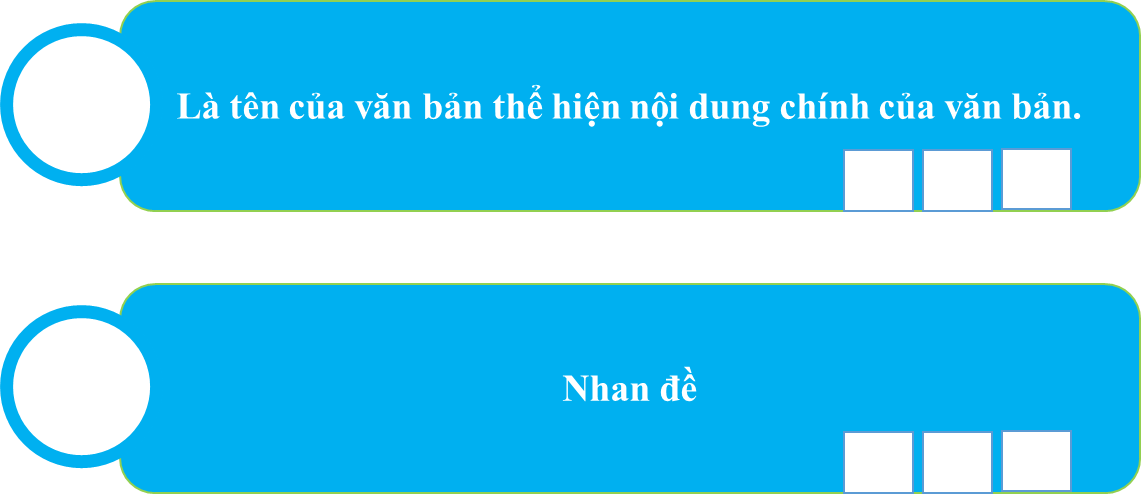 Là tên của văn bản thể hiện nội dung chính của văn bản.
Nhan đề